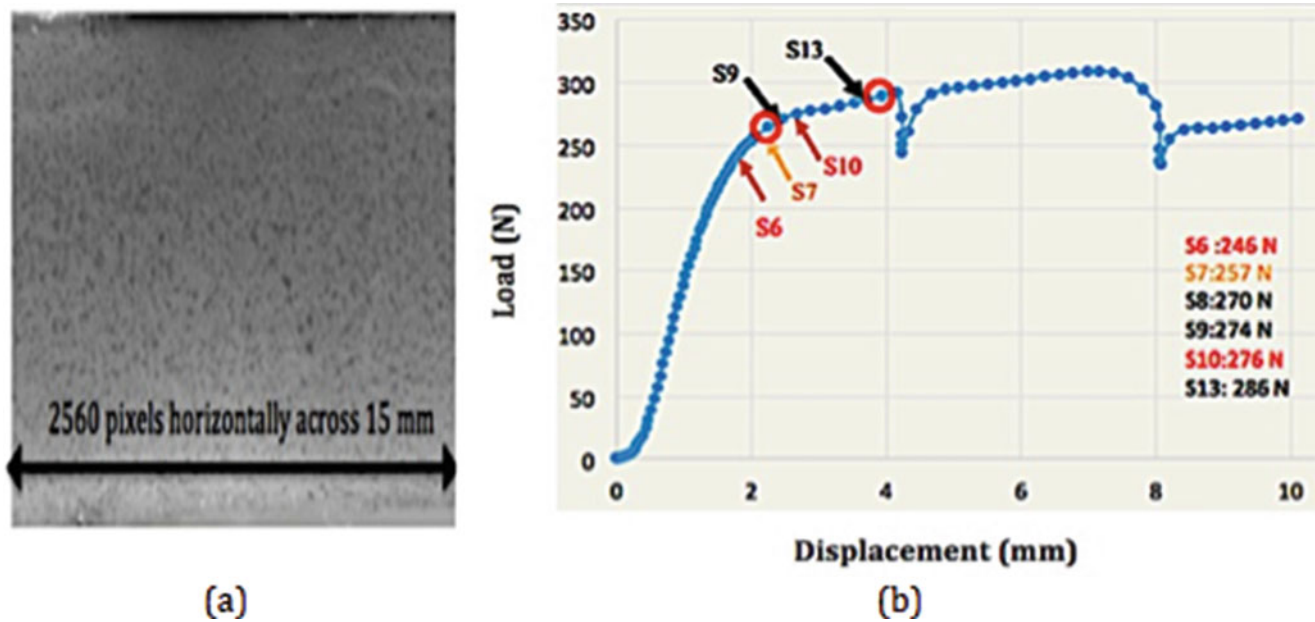 2560 pixels horizontally across 15 mm
(a)
350
300
250
200
150
100
50
0
Load (N)
S9
S13
S10
S7
S6
S6 :246 N
S7:257 N
S8:270 N
S9:274 N
S10:276 N
S13: 286 N
0 2 4 6 8 10
Displacement (mm)
(b)